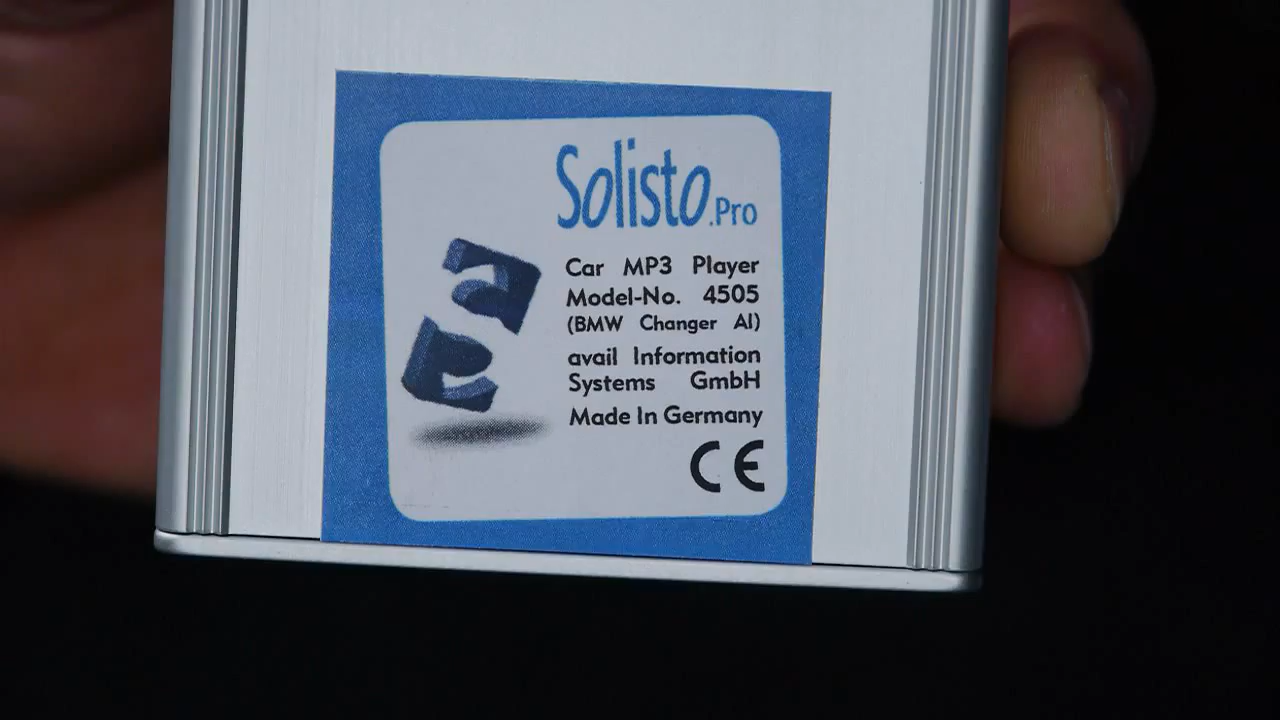 Solisto.Pro
Car MP3 Player
Model-No. 4505
(BMW Changer AI)
avail Information
Systems GmbH
Made In Germany
CE